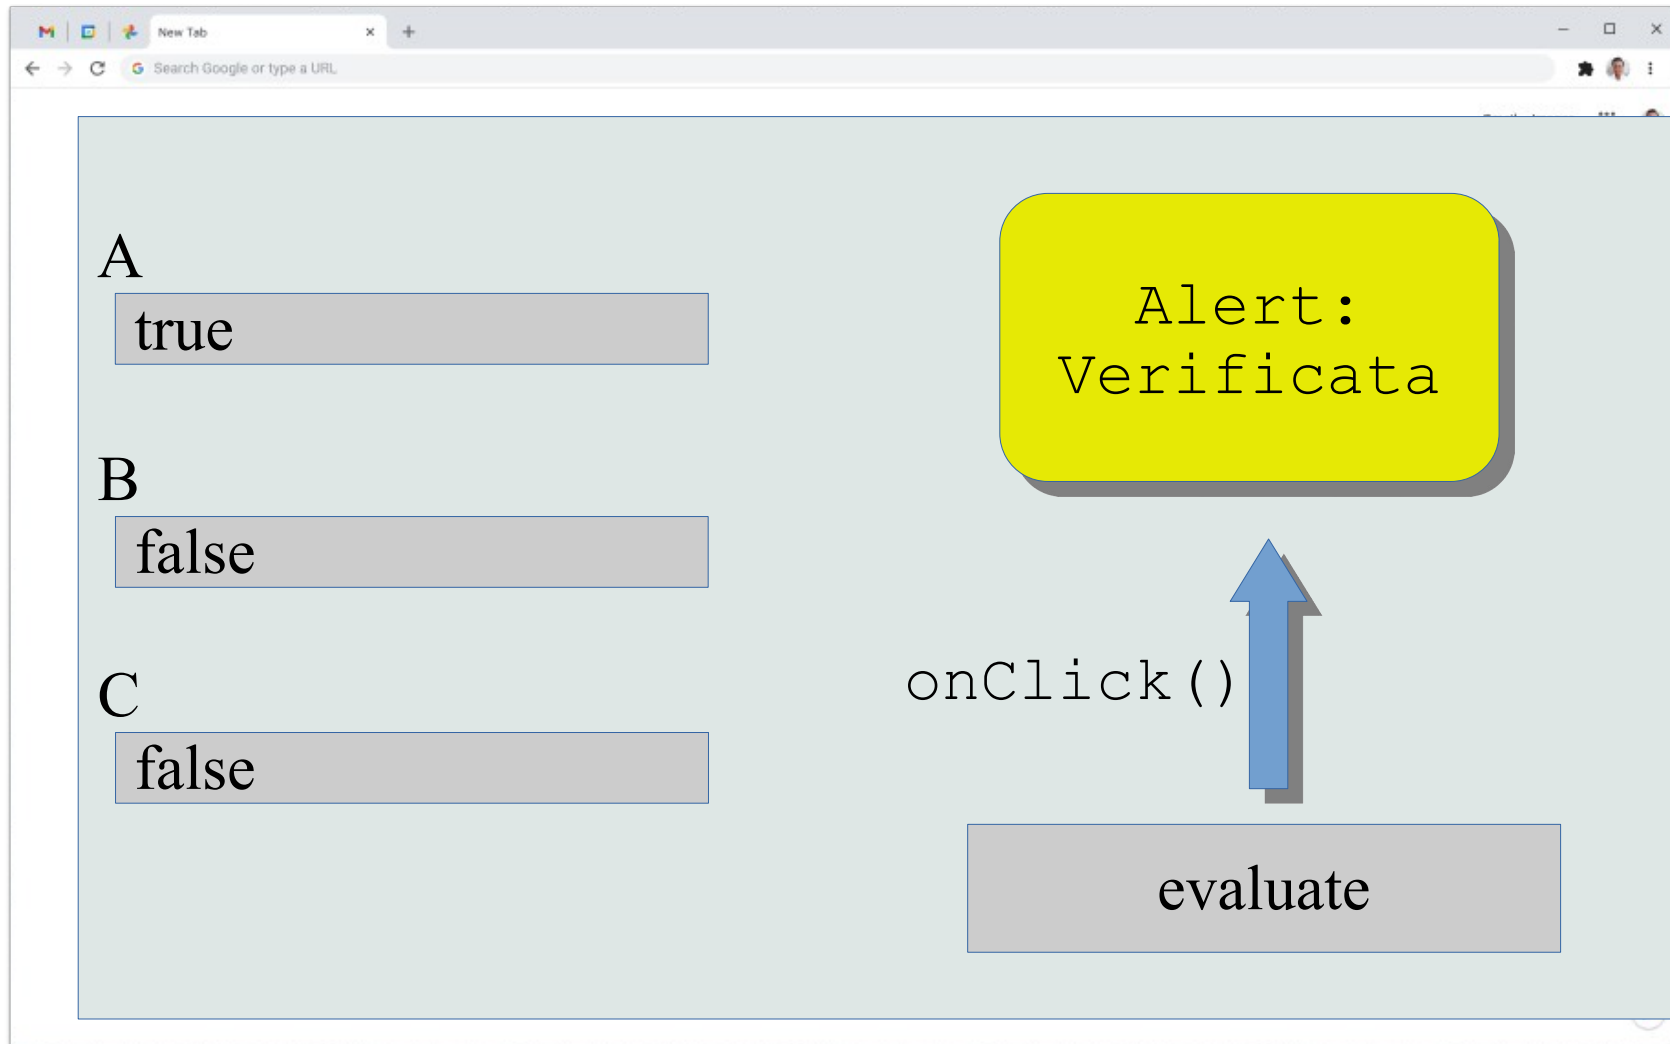 New Tab
Search Google or type a URL
A
true
B
false
C
false
Alert:
Verificata
onClick()
evaluate